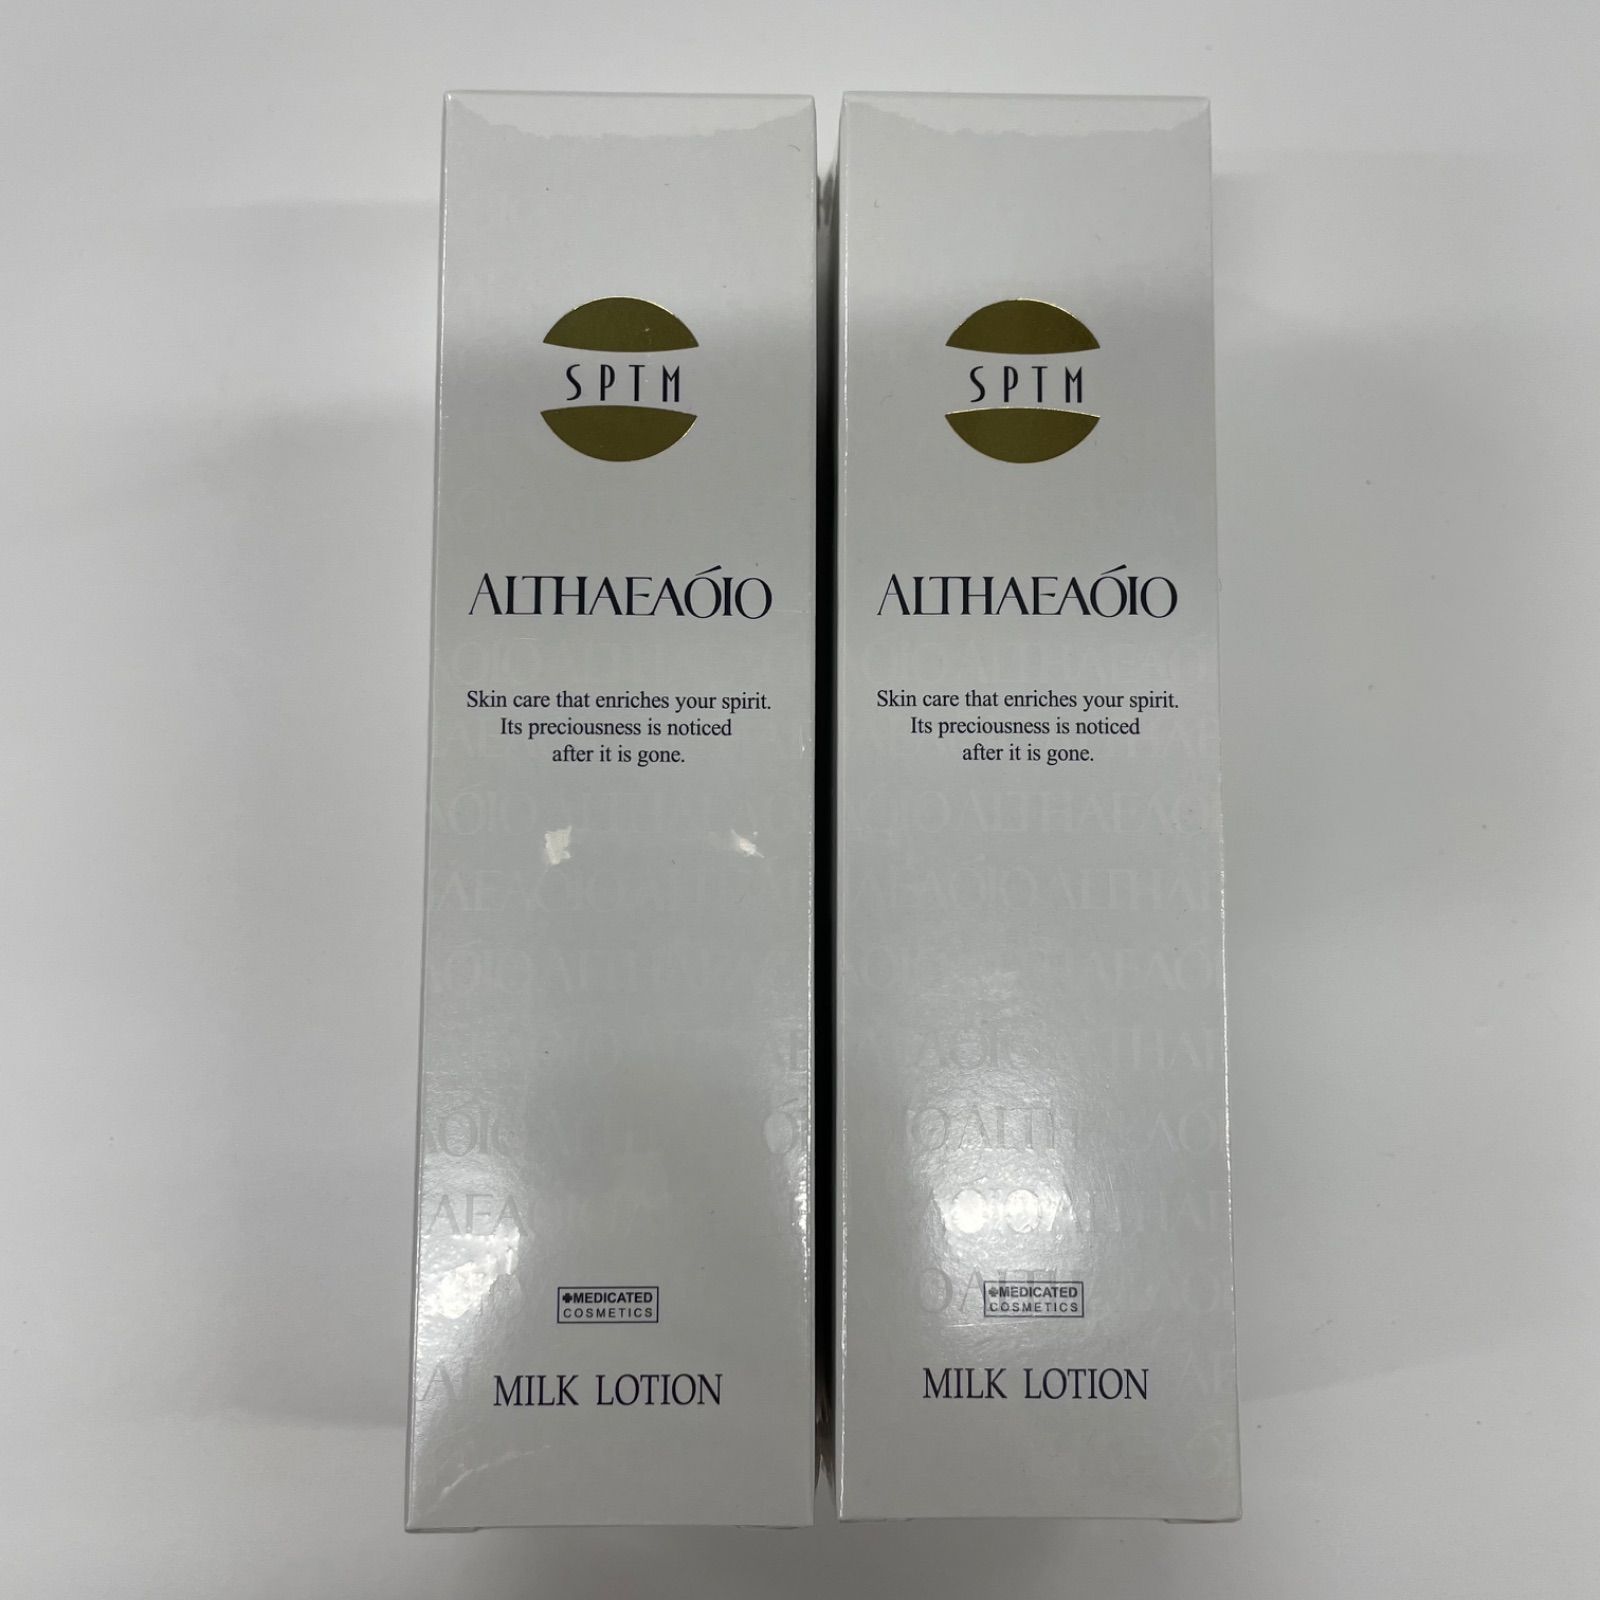 SPTM
ALTHAEAÓIO
Skin care that enriches your spirit.
Its preciousness is noticed
after it is gone.
✚MEDICATED
COSMETICS
MILK LOTION
SPTM
ALTHAEAÓIO
Skin care that enriches your spirit.
Its preciousness is noticed
after it is gone.
✚MEDICATED
COSMETICS
MILK LOTION